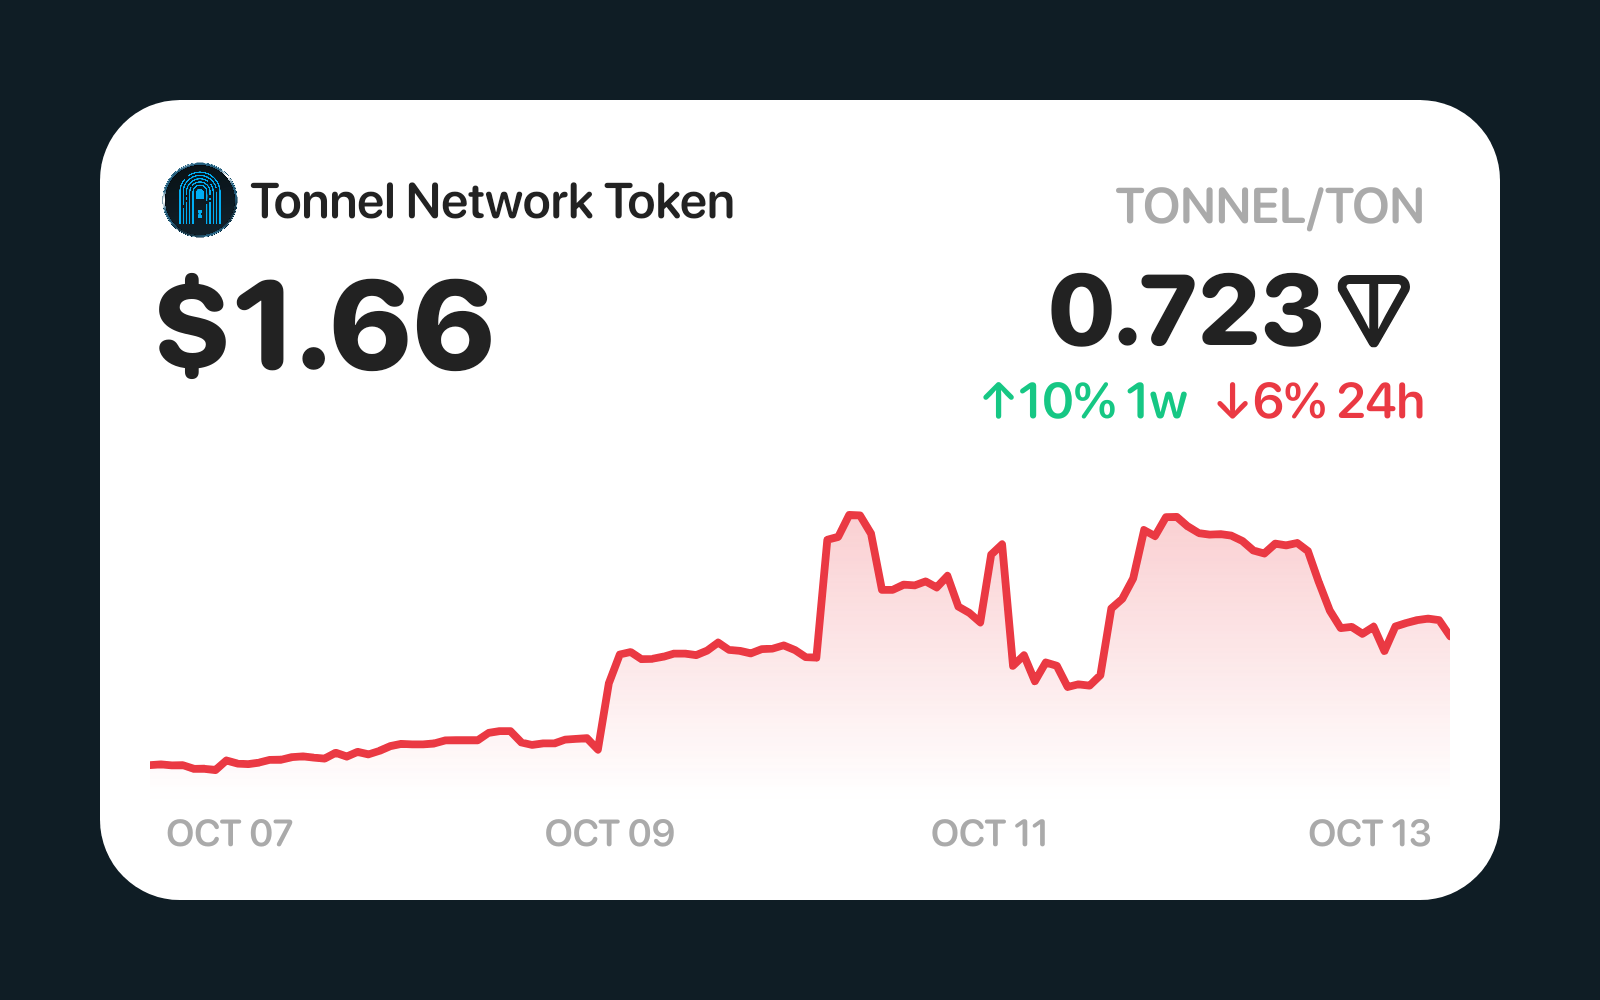 Tonnel Network Token
TONNEL/TON
$1.66
0.723
↑10% 1w ↓6% 24h
OCT 07 OCT 09 OCT 11 OCT 13